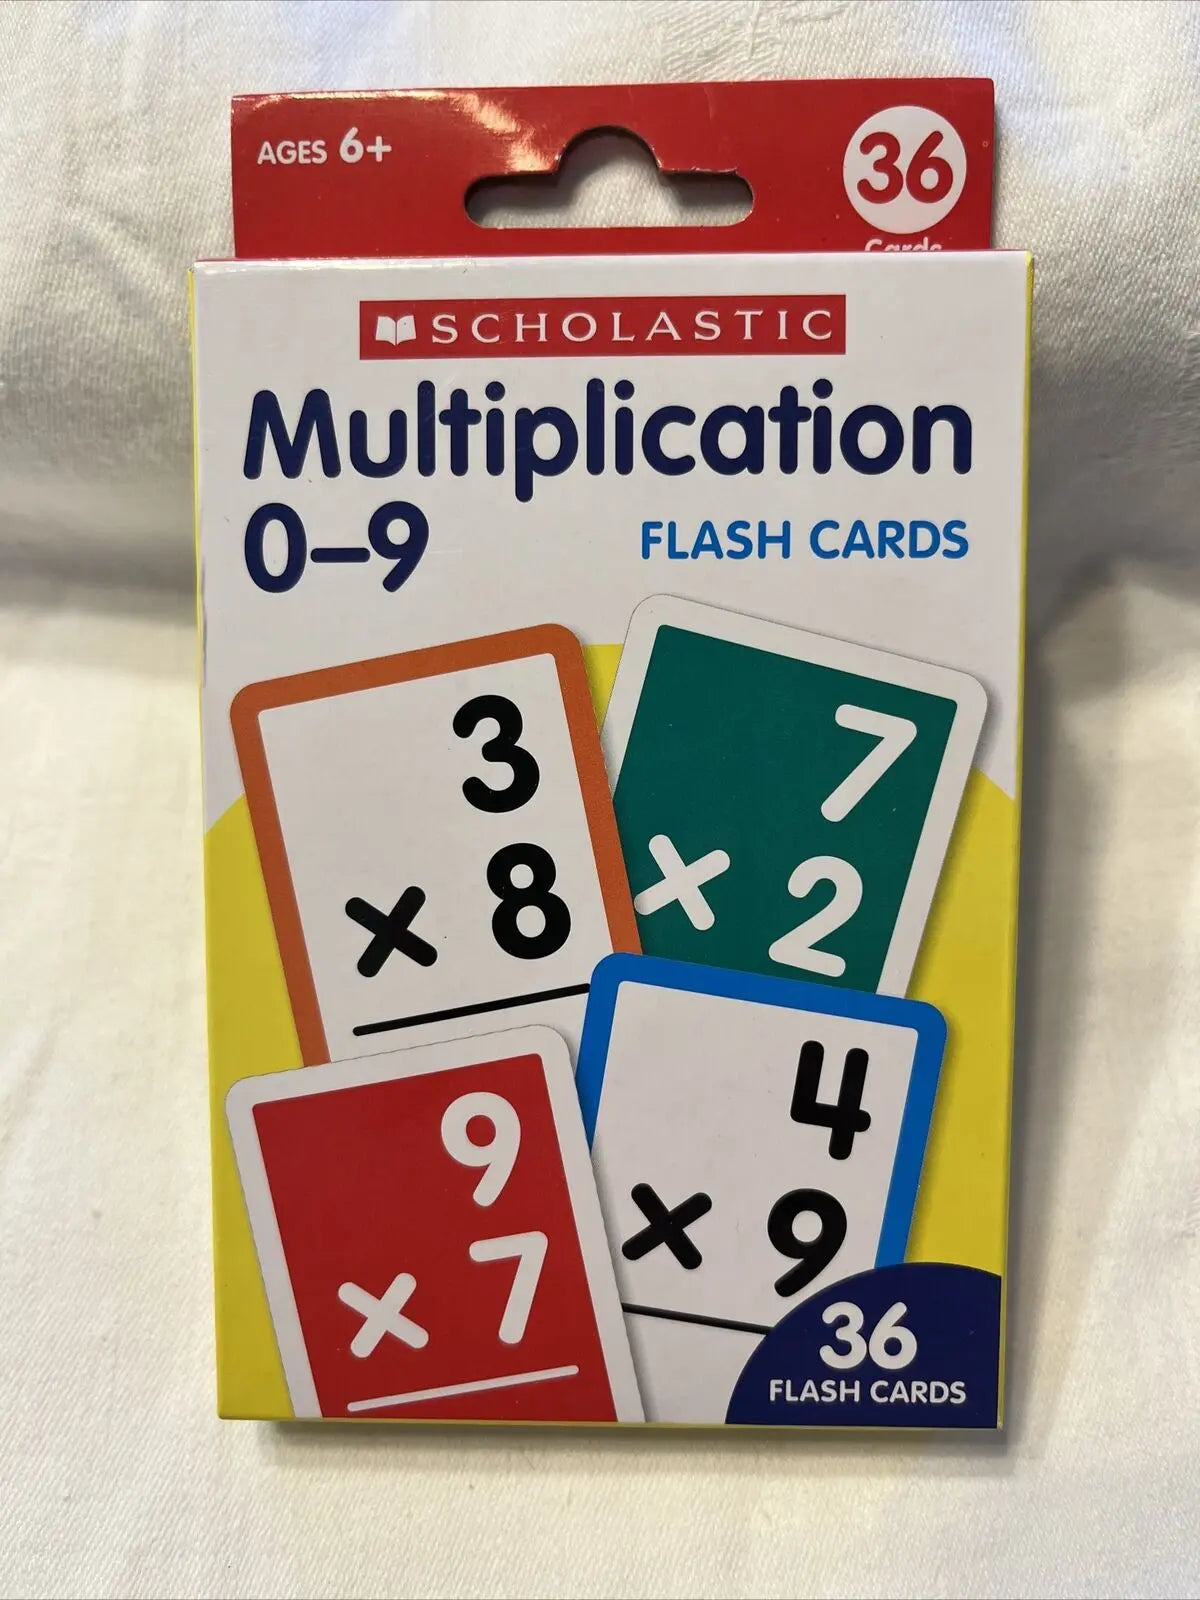 AGES 6+
36
Cards
SCHOLASTIC
Multiplication
0–9
FLASH CARDS
3
× 8
7
× 2
9
× 7
4
× 9
36
FLASH CARDS